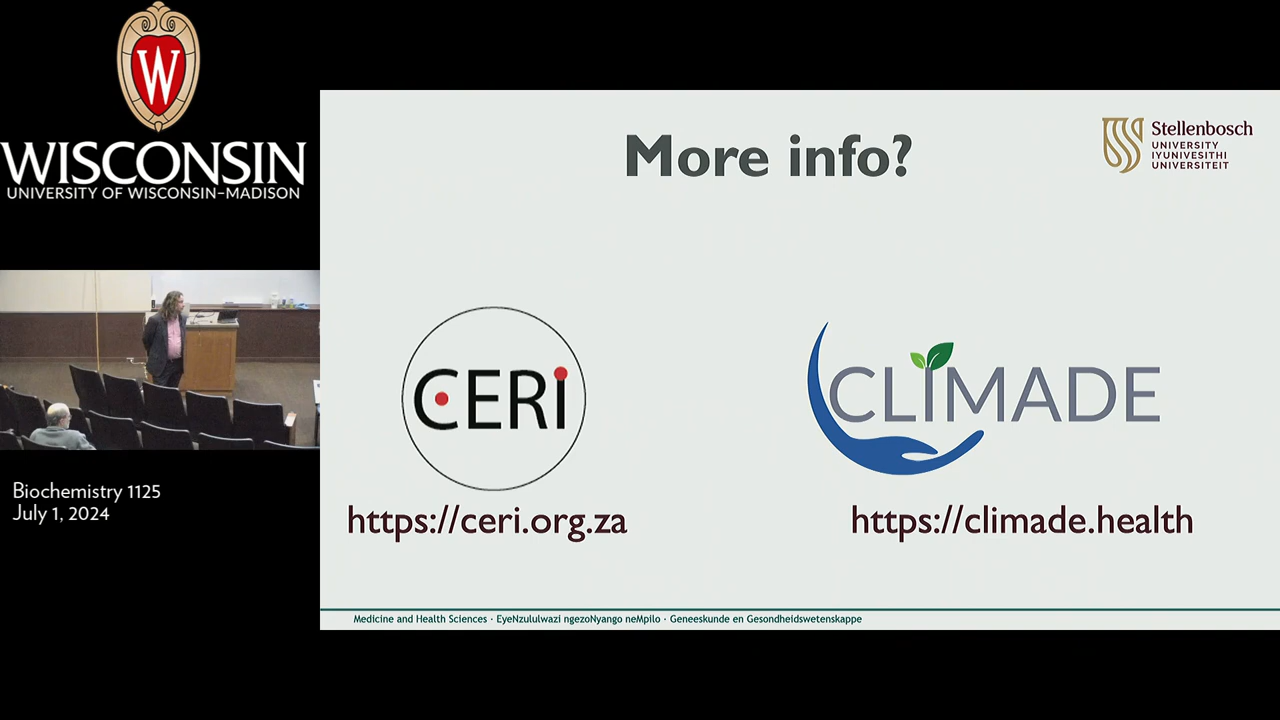 W
WISCONSIN
UNIVERSITY OF WISCONSIN–MADISON
Biochemistry 1125
July 1, 2024
More info?
Stellenbosch
UNIVERSITY
IYUNIVESITHI
UNIVERSITEIT
CERI
https://ceri.org.za
CLIMADE
https://climade.health
Medicine and Health Sciences · EyeNzululwazi ngezoNyango neMpilo · Geneeskunde en Gesondheidswetenskappe